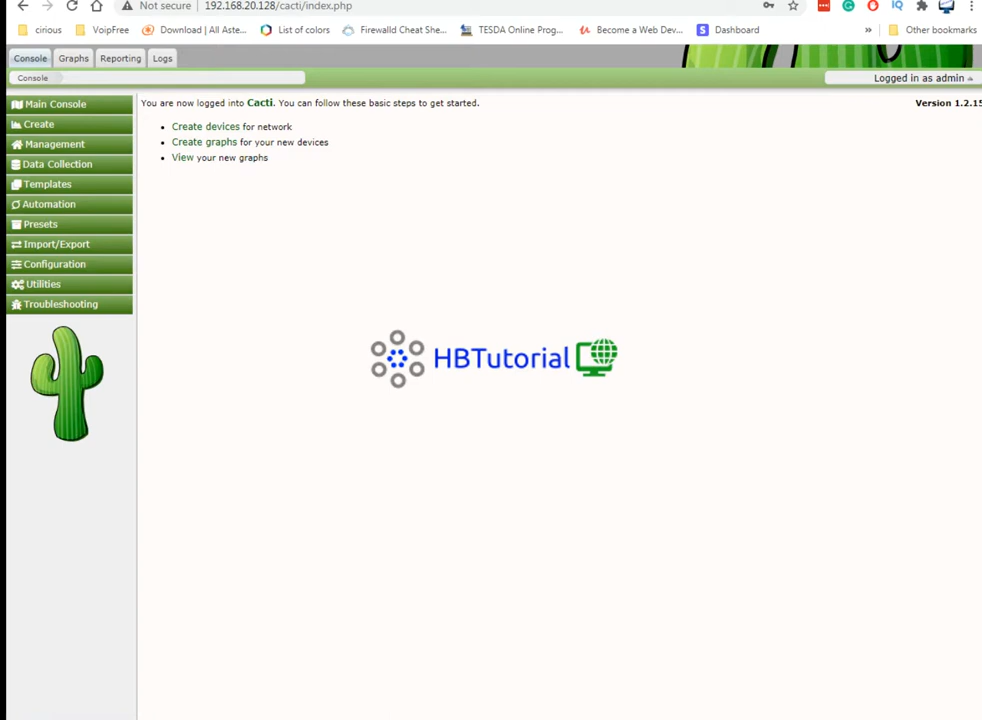 Not secure 192.168.20.128/cacti/index.php
cirious VoipFree Download | All Aste... List of colors Firewalld Cheat She... TESDA Online Prog... Become a Web Dev... Dashboard » Other bookmarks
Console Graphs Reporting Logs
Console Logged in as admin
You are now logged into Cacti. You can follow these basic steps to get started. Version 1.2.15
Main Console
Create
Management
Data Collection
Templates
Automation
Presets
Import/Export
Configuration
Utilities
Troubleshooting
Create devices for network
Create graphs for your new devices
View your new graphs
HBTutorial